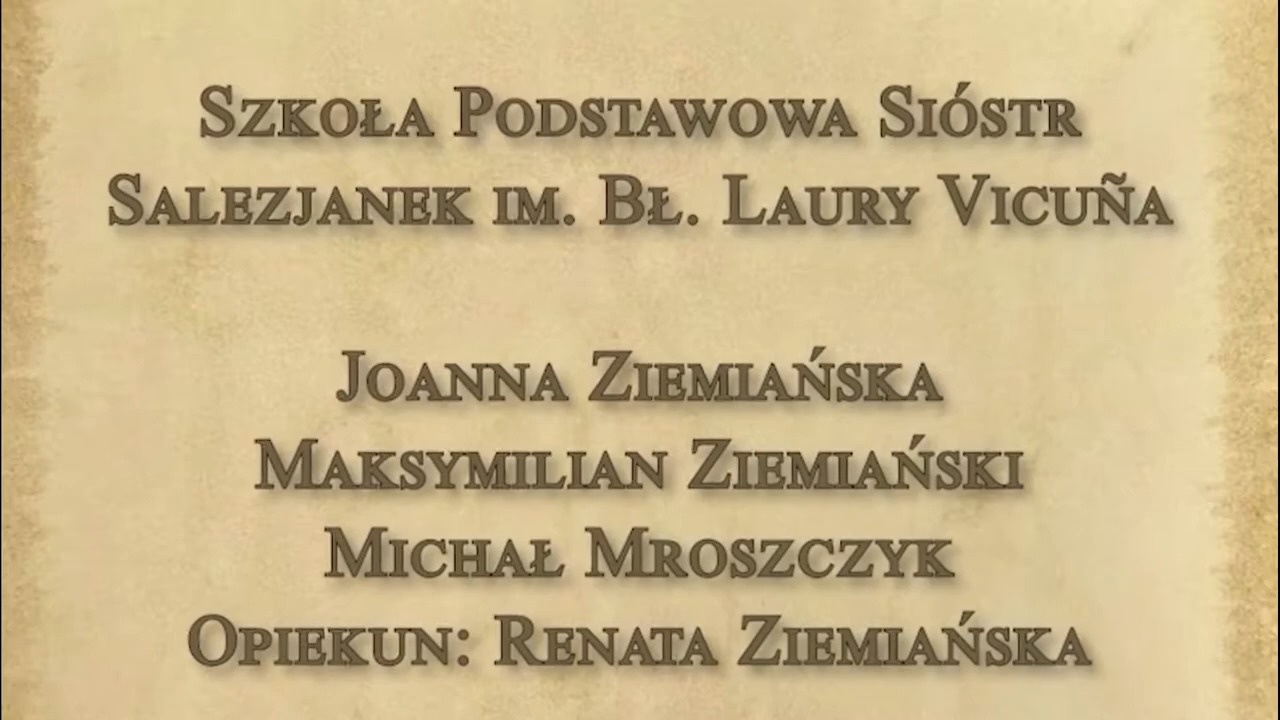 Szkoła Podstawowa Sióstr
Salezjanek im. Bł. Laury Vicuña
Joanna Ziemiańska
Maksymilian Ziemiański
Michał Mroszczyk
Opiekun: Renata Ziemiańska